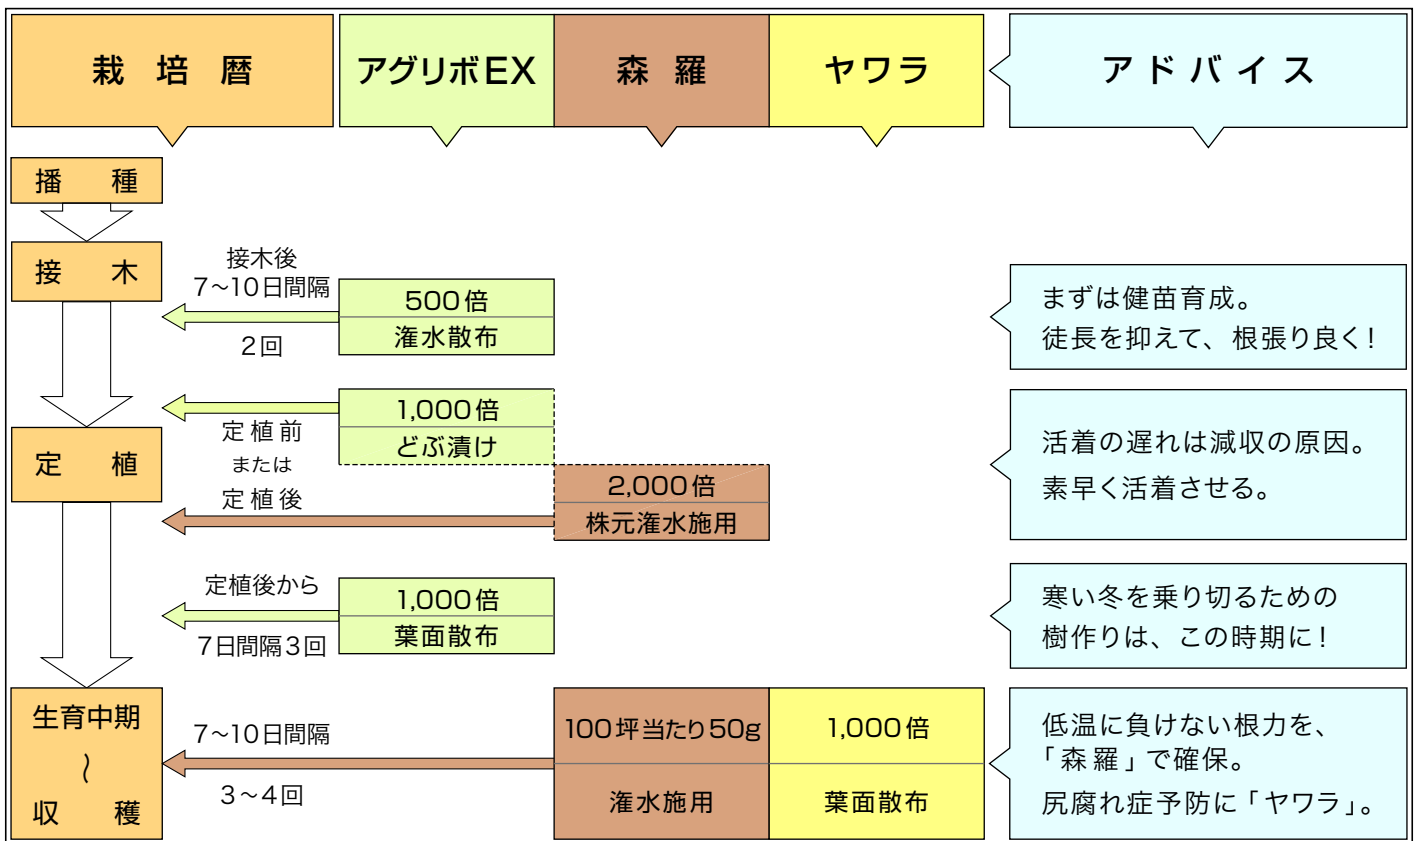 栽培暦
アグリボEX
森羅
ヤワラ
アドバイス
播種
接木
接木後
7〜10日間隔
2回
500倍
潅水散布
まずは健苗育成。
徒長を抑えて、根張り良く！
定植
定植前
または
定植後
1,000倍
どぶ漬け
2,000倍
株元潅水施用
活着の遅れは減収の原因。
素早く活着させる。
定植後から
7日間隔3回
1,000倍
葉面散布
寒い冬を乗り切るための
樹作りは、この時期に！
生育中期
〜
収穫
7〜10日間隔
3〜4回
100坪当たり50g
潅水施用
1,000倍
葉面散布
低温に負けない根力を、
「森羅」で確保。
尻腐れ症予防に「ヤワラ」。